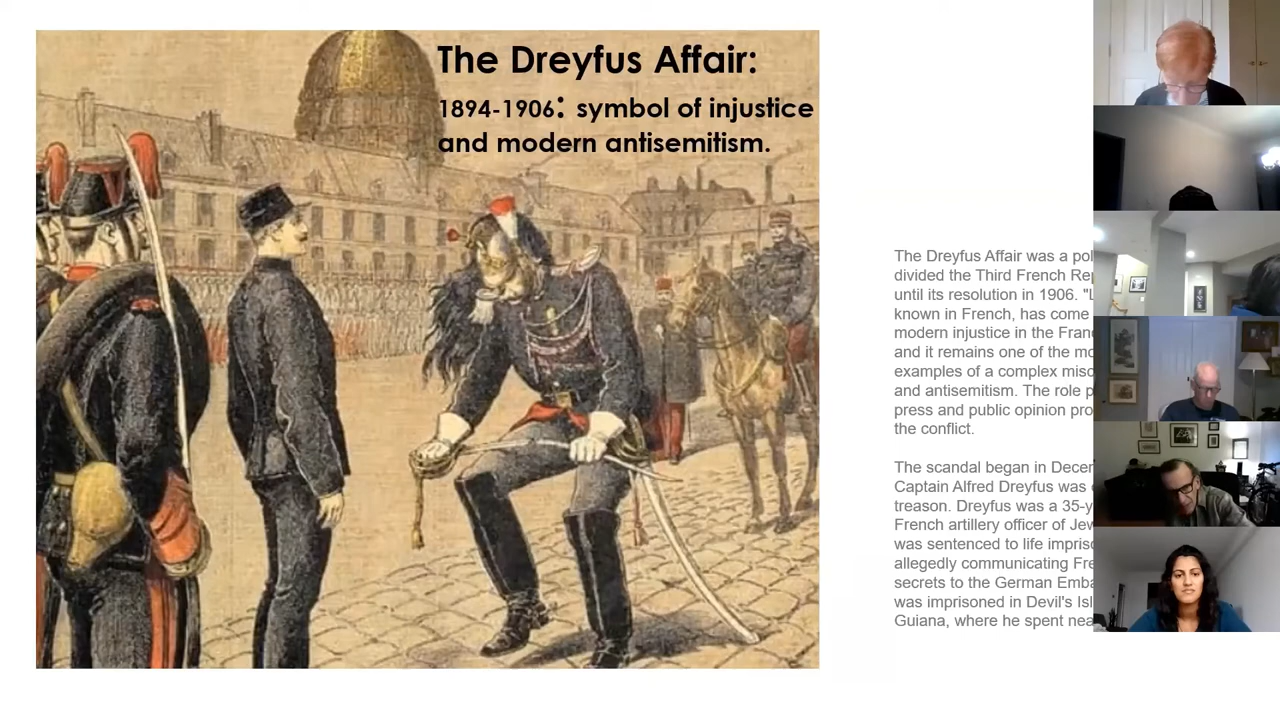 The Dreyfus Affair:
1894-1906: symbol of injustice
and modern antisemitism.
The Dreyfus Affair was a pol
divided the Third French Rep
until its resolution in 1906. "L
known in French, has come
modern injustice in the Fran
and it remains one of the mo
examples of a complex misc
and antisemitism. The role p
press and public opinion pro
the conflict.
The scandal began in Decem
Captain Alfred Dreyfus was
treason. Dreyfus was a 35-y
French artillery officer of Jew
was sentenced to life impriso
allegedly communicating Fre
secrets to the German Emba
was imprisoned in Devil's Isl
Guiana, where he spent nea